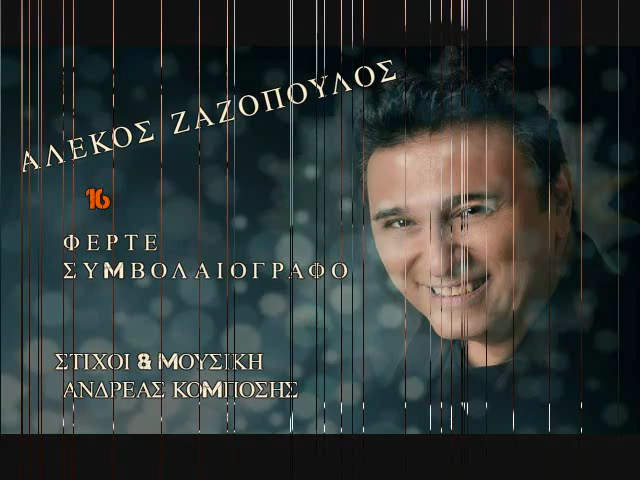 ΑΛΕΚΟΣ ΖΑΖΟΠΟΥΛΟΣ
16
ΦΕΡΤΕ
ΣΥΜΒΟΛΑΙΟΓΡΑΦΟ
ΣΤΙΧΟΙ & ΜΟΥΣΙΚΗ
ΑΝΔΡΕΑΣ ΚΟΜΠΟΣΗΣ